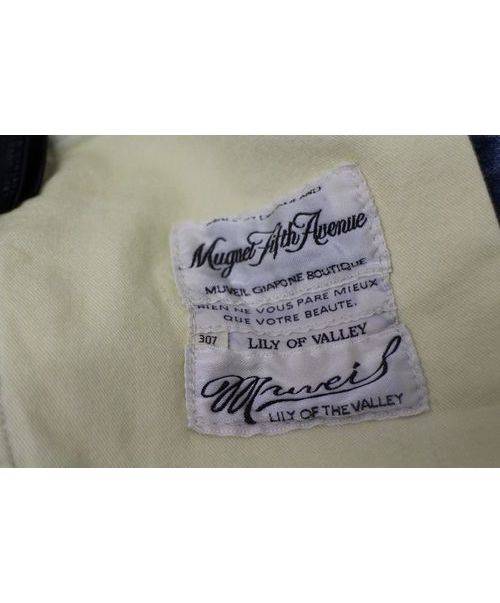 Muguet Fifth Avenue
MUVEIL GIAPONE BOUTIQUE
RIEN NE VOUS PARE MIEUX
QUE VOTRE BEAUTE.
307 LILY OF VALLEY
Muveil
LILY OF THE VALLEY